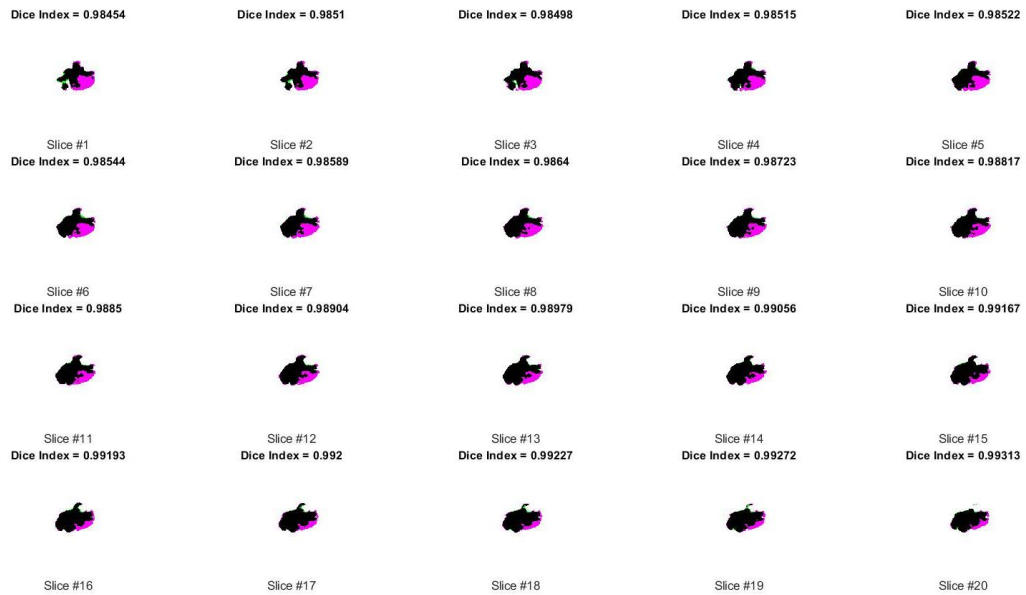 Dice Index = 0.98454 Dice Index = 0.9851 Dice Index = 0.98498 Dice Index = 0.98515 Dice Index = 0.98522
Slice #1 Slice #2 Slice #3 Slice #4 Slice #5
Dice Index = 0.98544 Dice Index = 0.98589 Dice Index = 0.9864 Dice Index = 0.98723 Dice Index = 0.98817
Slice #6 Slice #7 Slice #8 Slice #9 Slice #10
Dice Index = 0.9885 Dice Index = 0.98904 Dice Index = 0.98979 Dice Index = 0.99056 Dice Index = 0.99167
Slice #11 Slice #12 Slice #13 Slice #14 Slice #15
Dice Index = 0.99193 Dice Index = 0.992 Dice Index = 0.99227 Dice Index = 0.99272 Dice Index = 0.99313
Slice #16 Slice #17 Slice #18 Slice #19 Slice #20